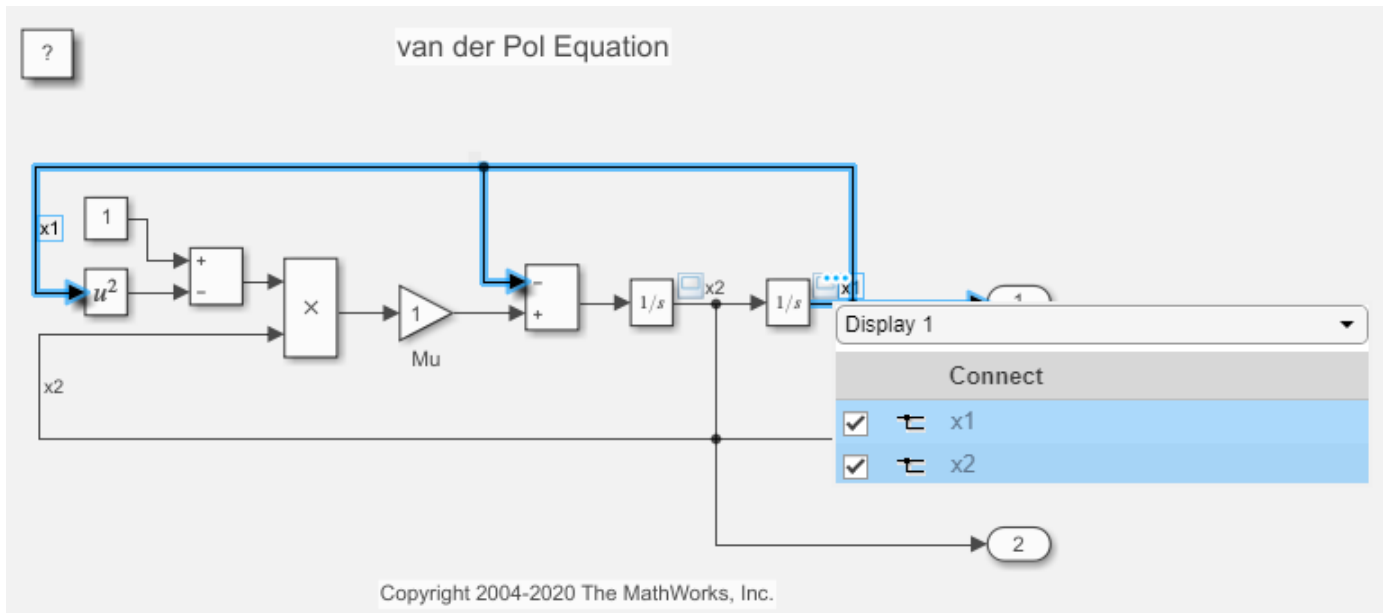 ?
van der Pol Equation
x1
1
+
−
u²
×
1
Mu
−
+
1/s
x2
1/s
x1
1
Display 1
Connect
x1
x2
x2
2
Copyright 2004-2020 The MathWorks, Inc.